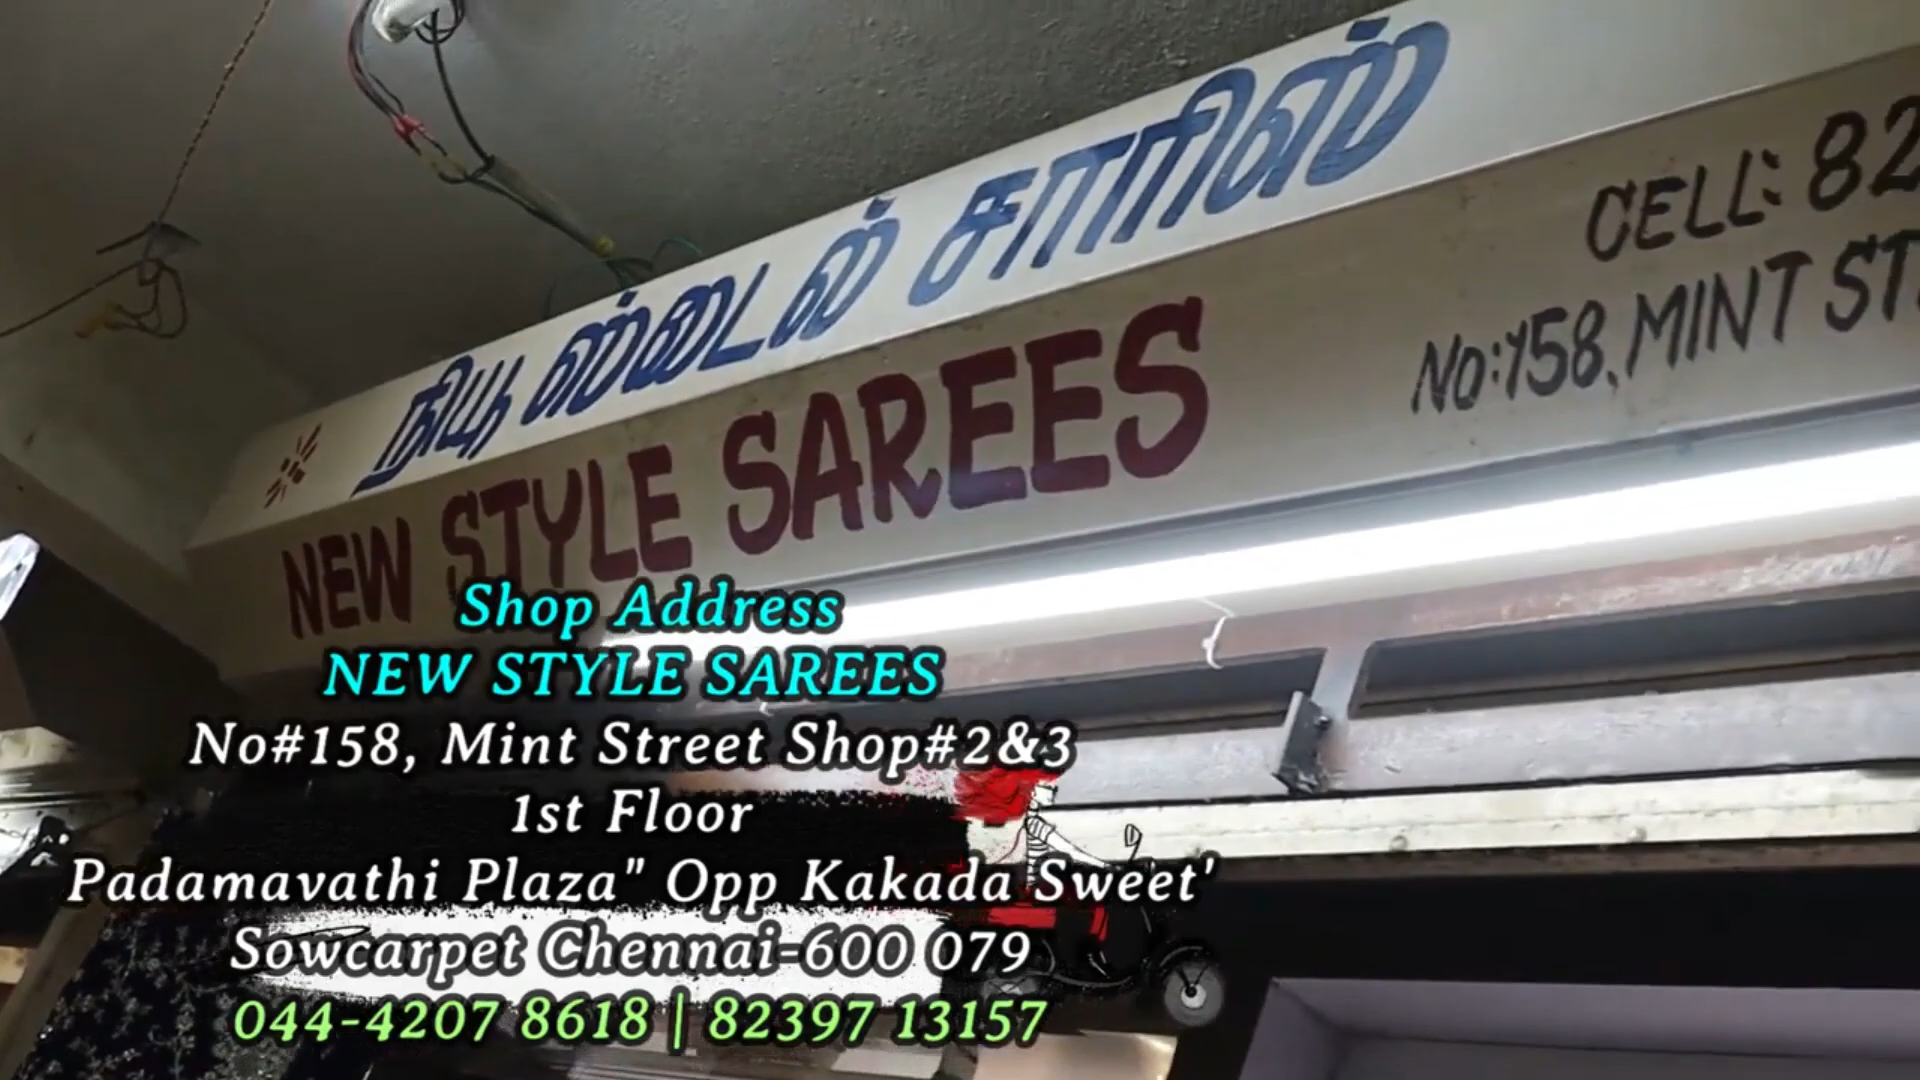 நியூ ஸ்டைல் சாரிஸ்
NEW STYLE SAREES
CELL: 82
No:158, MINT ST
Shop Address
NEW STYLE SAREES
No#158, Mint Street Shop#2&3
1st Floor
Padamavathi Plaza" Opp Kakada Sweet'
Sowcarpet Chennai-600 079
044-4207 8618 | 82397 13157